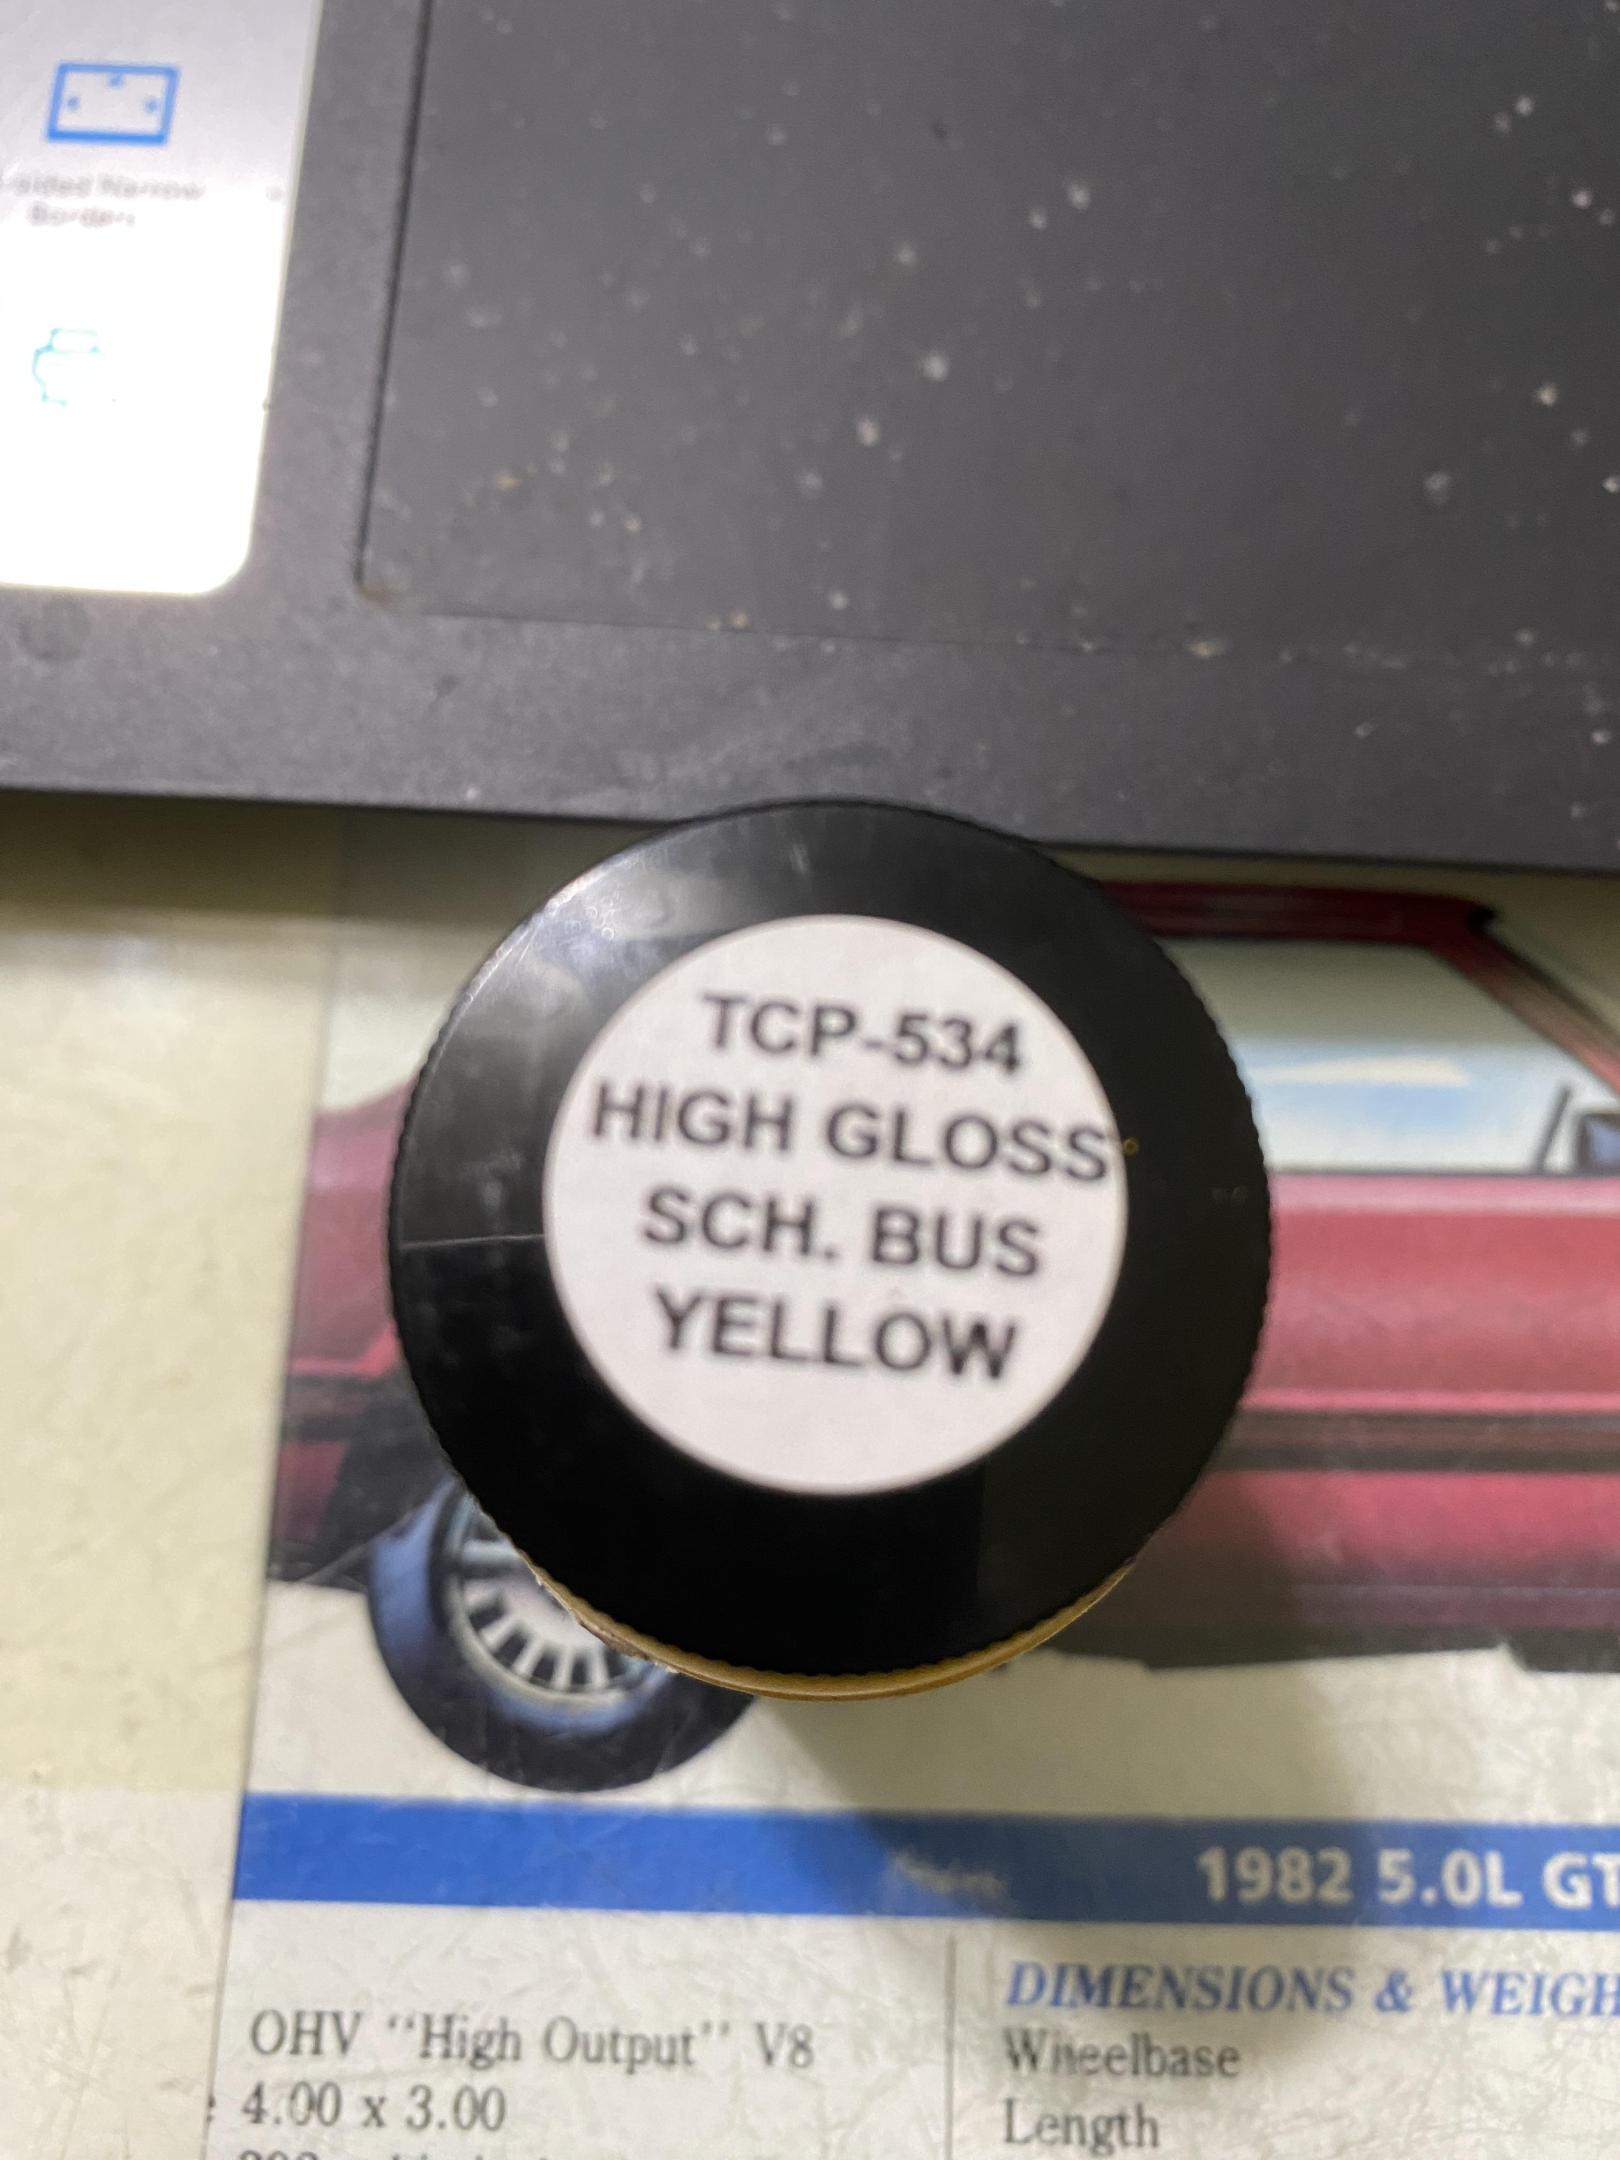 Borders
TCP-534
HIGH GLOSS
SCH. BUS
YELLOW
1982 5.0L GT
DIMENSIONS & WEIGH
OHV “High Output” V8
Wheelbase
4.00 x 3.00
Length